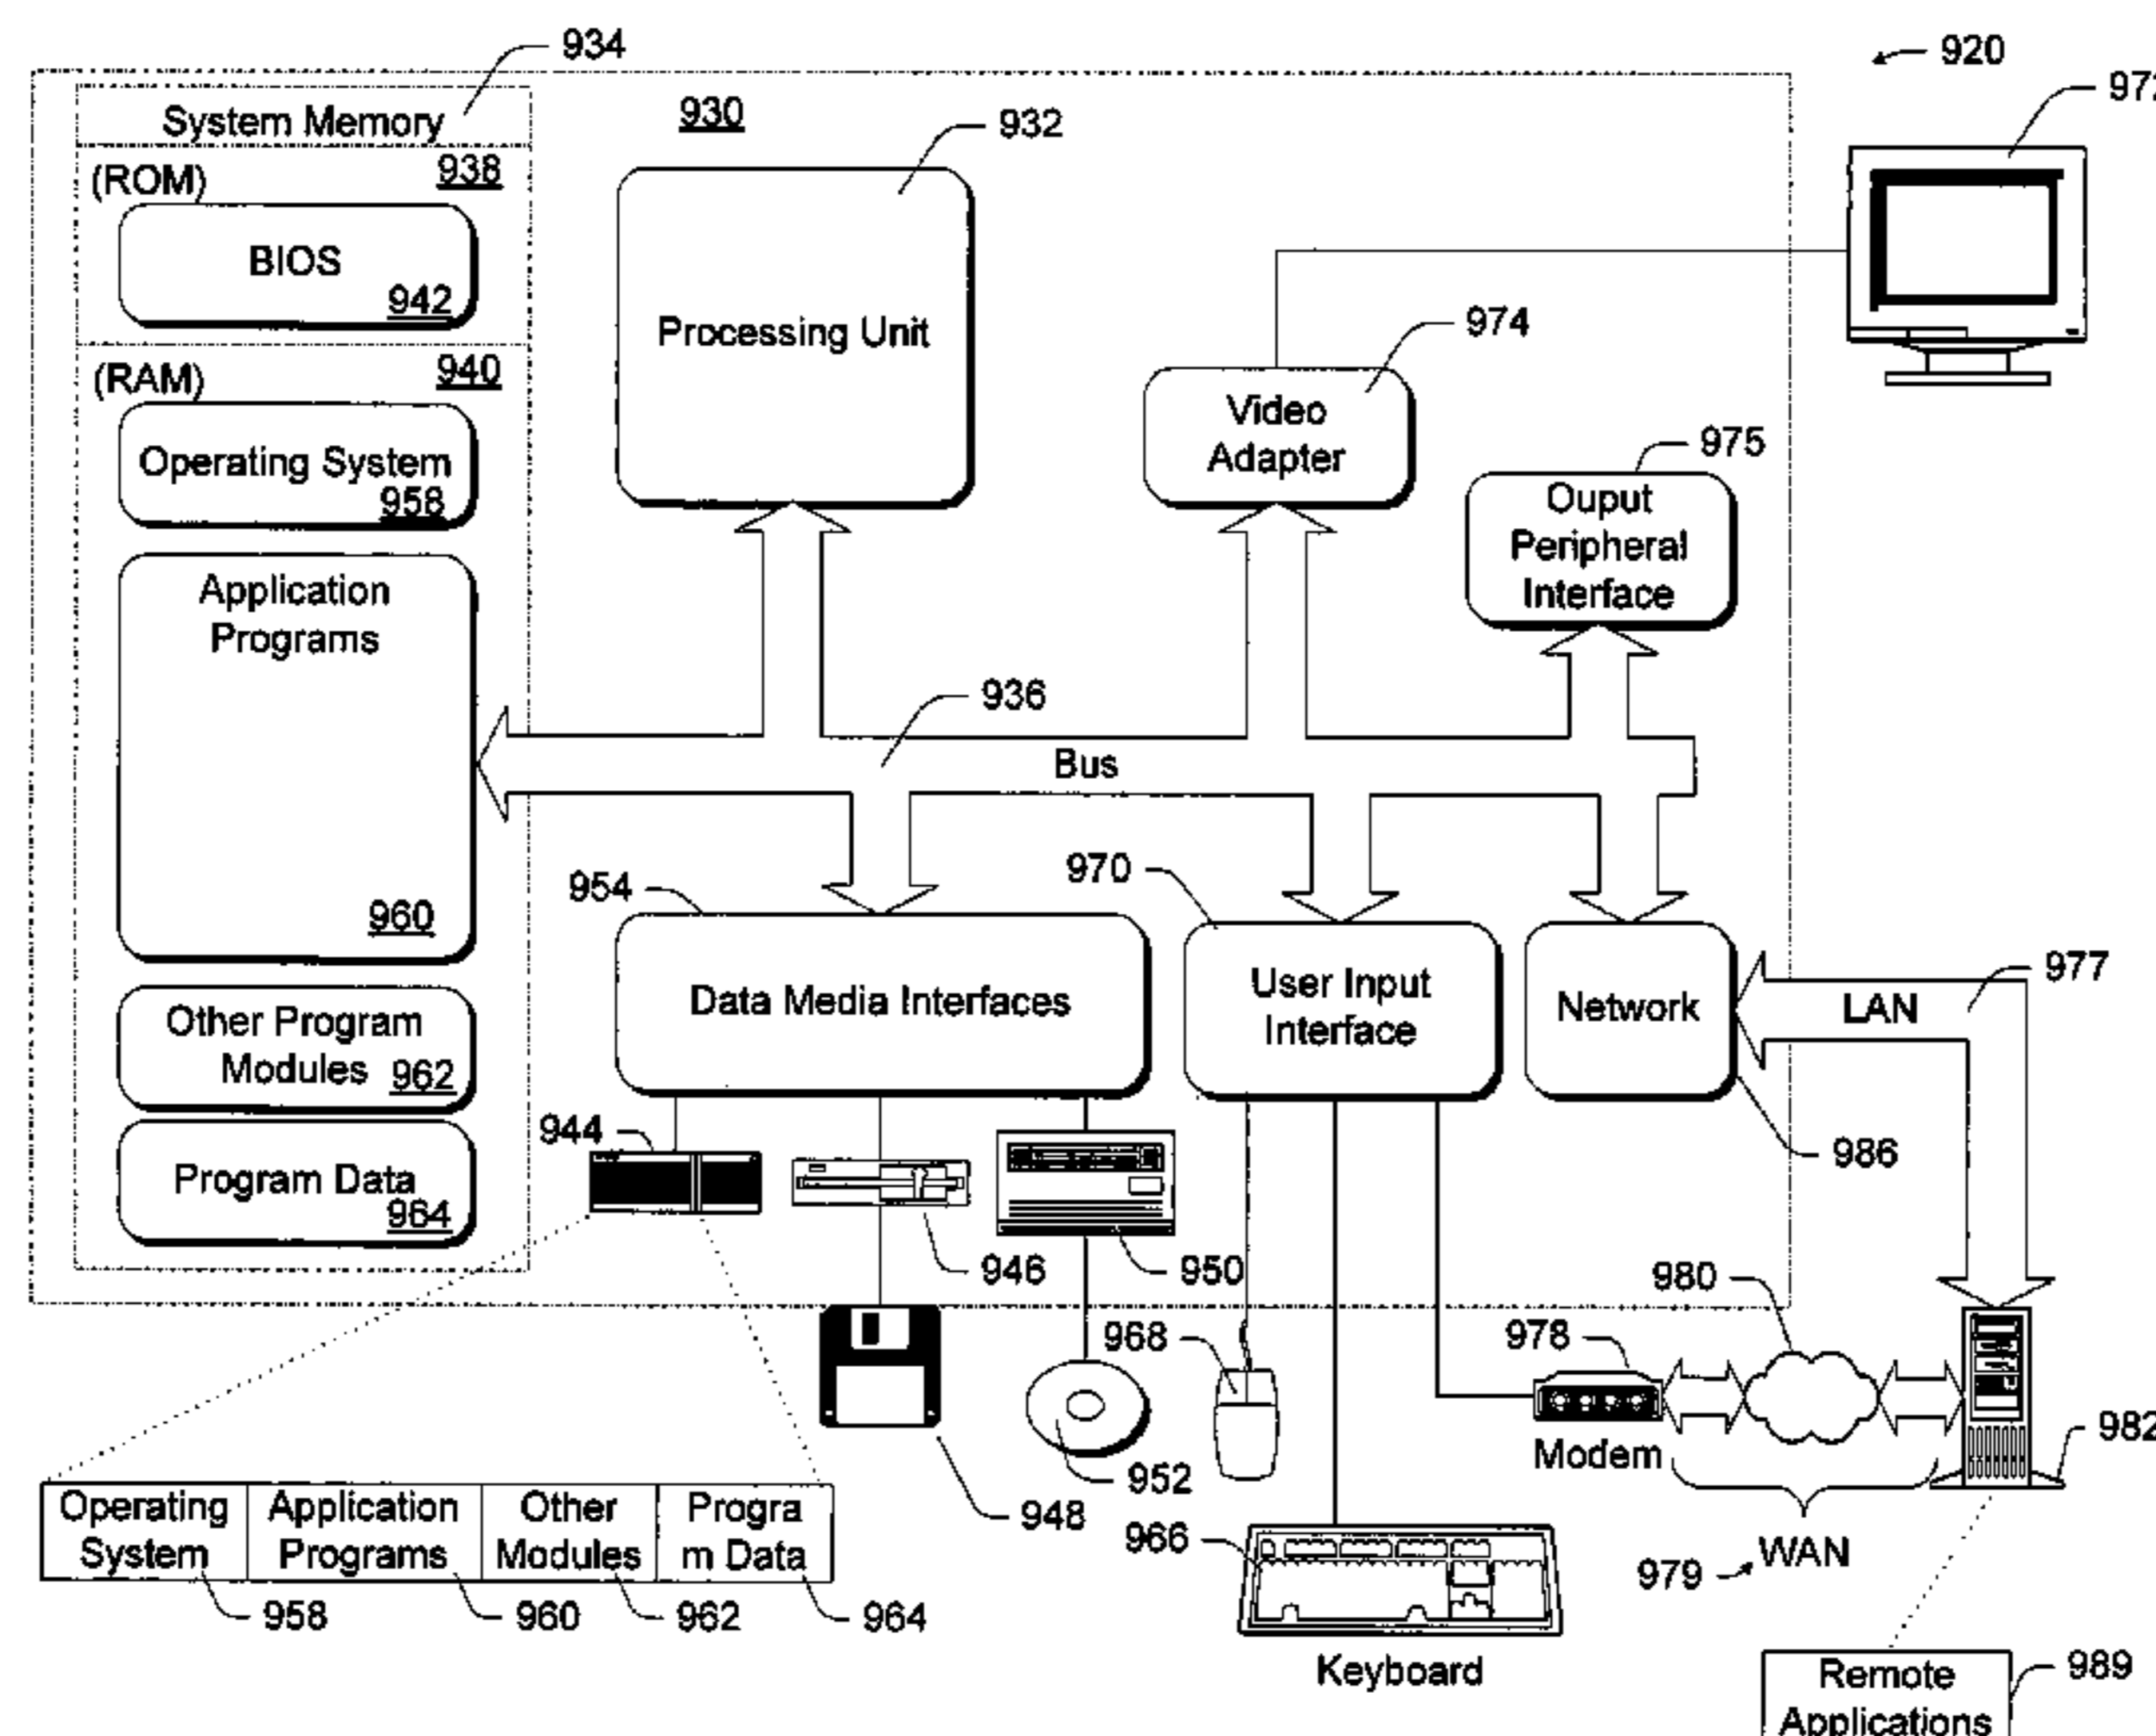 934
920
972
System Memory
930
932
(ROM)
938
BIOS
942
Processing Unit
974
(RAM)
940
Video
Adapter
975
Operating System
958
Ouput
Peripheral
Interface
Application
Programs
936
Bus
960
954
970
977
Data Media Interfaces
User Input
Interface
Network
LAN
Other Program
Modules 962
944
986
Program Data
964
946
950
980
968
978
Modem
982
952
948
Operating
System
Application
Programs
Other
Modules
Progra
m Data
966
979
WAN
958
960
962
964
Keyboard
Remote
Applications
989